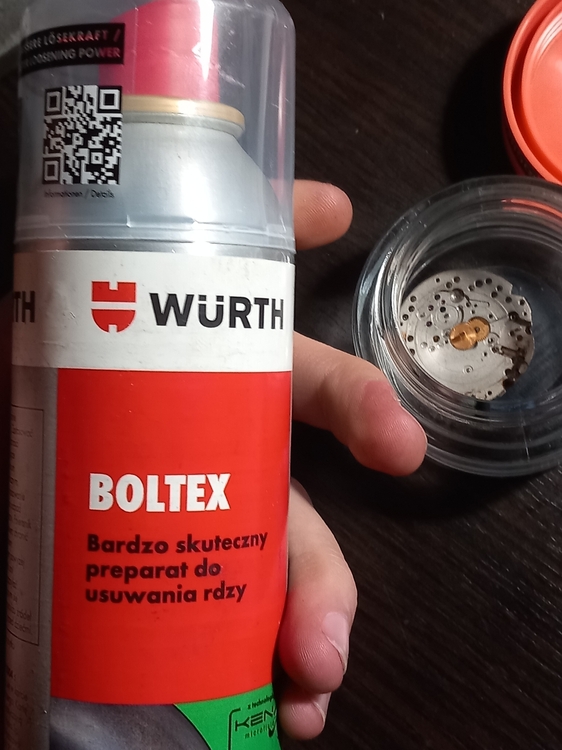 LÖSEKRAFT /
LOOSENING POWER
Informationen / Details
TH
WÜRTH
BOLTEX
Bardzo skuteczny
preparat do
usuwania rdzy